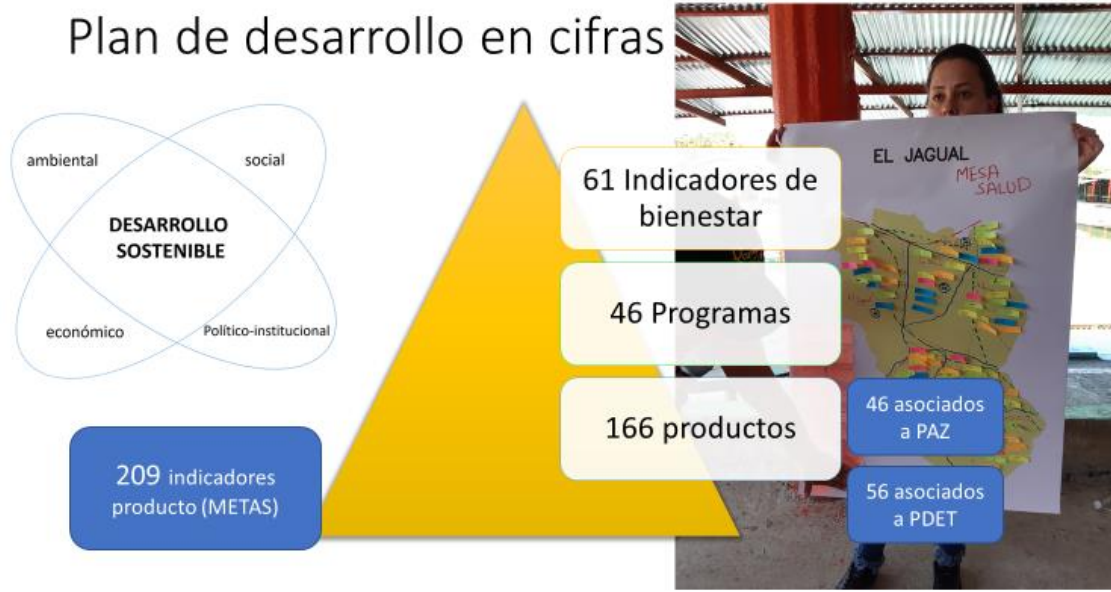 Plan de desarrollo en cifras
ambiental
social
DESARROLLO
SOSTENIBLE
económico
Político-institucional
209 indicadores
producto (METAS)
61 Indicadores de
bienestar
46 Programas
166 productos
46 asociados
a PAZ
56 asociados
a PDET
EL JAGUAL
MESA
SALUD